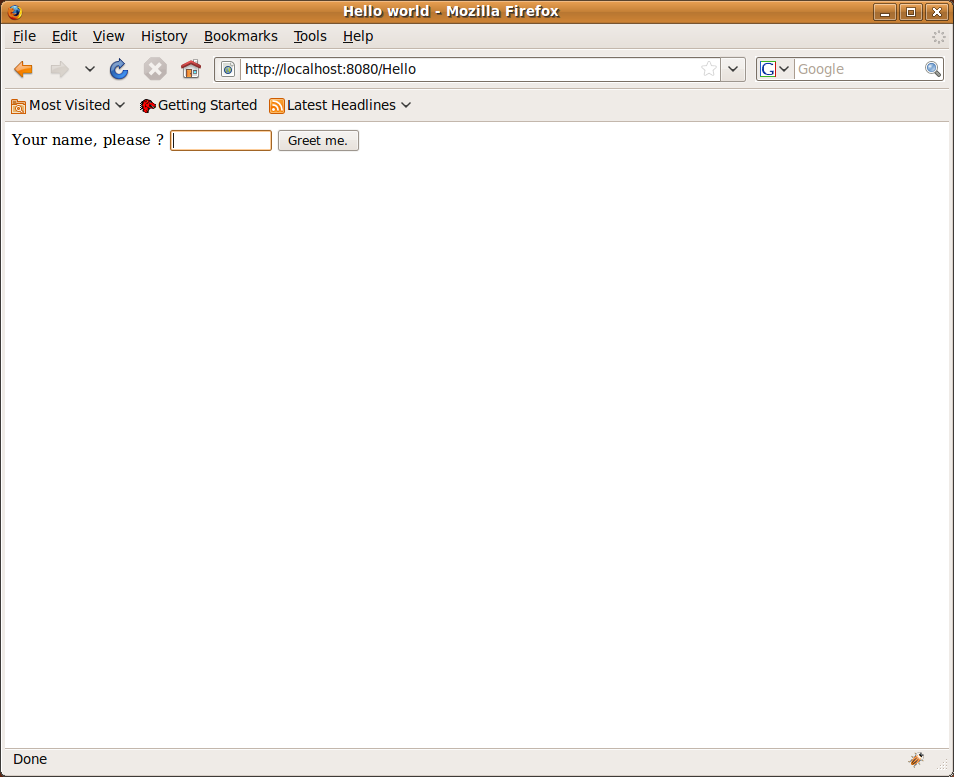 Hello world - Mozilla Firefox
File Edit View History Bookmarks Tools Help
http://localhost:8080/Hello G Google
Most Visited Getting Started Latest Headlines
Your name, please ? Greet me.
Done